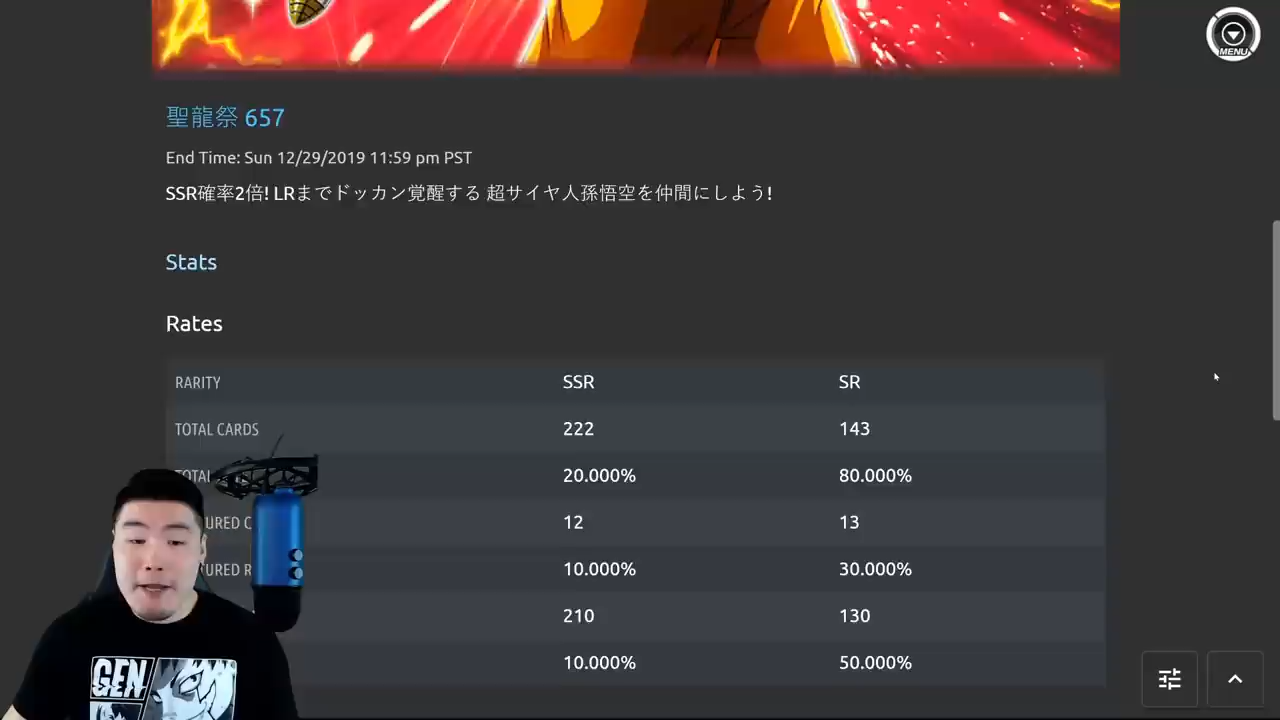 MENU
聖龍祭 657
End Time: Sun 12/29/2019 11:59 pm PST
SSR確率2倍! LRまでドッカン覚醒する 超サイヤ人孫悟空を仲間にしよう!
Stats
Rates
RARITY SSR SR
TOTAL CARDS 222 143
TOTAL 20.000% 80.000%
12 13
10.000% 30.000%
210 130
10.000% 50.000%
GEN